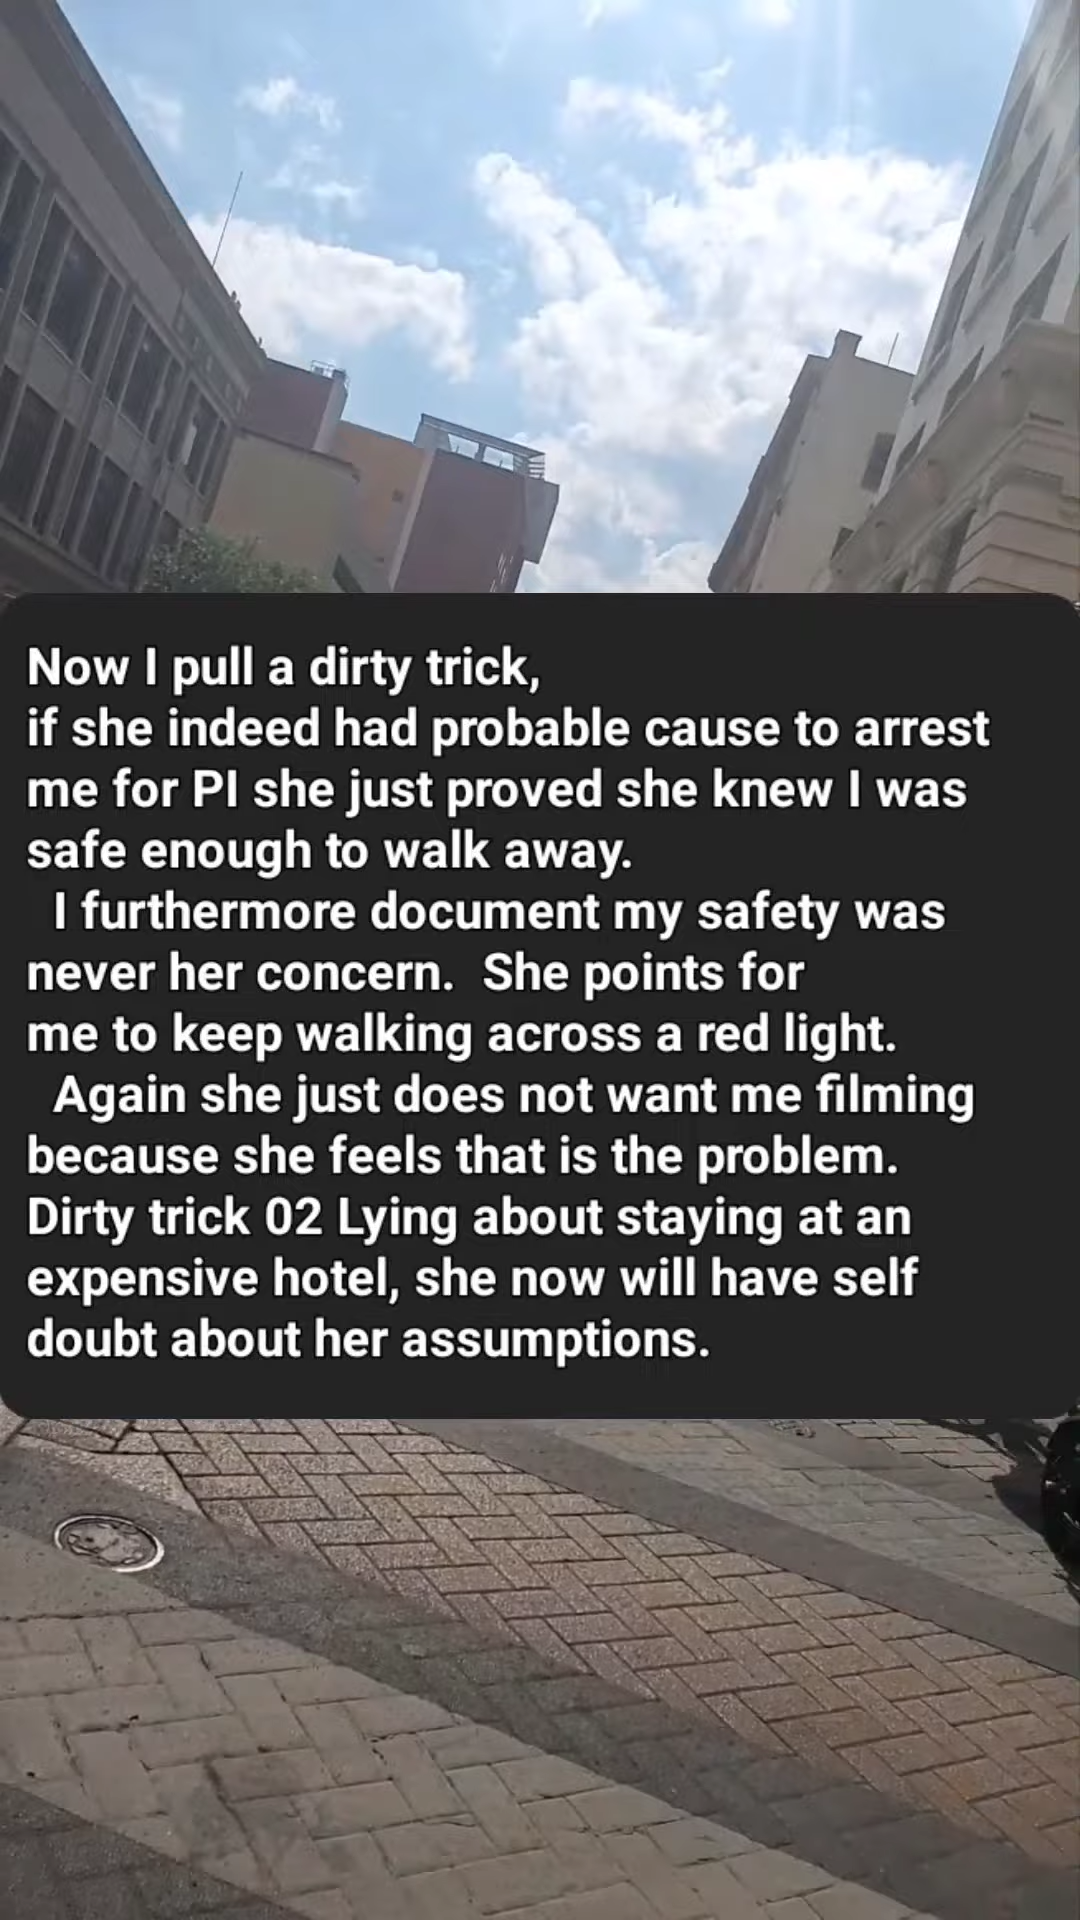 Now I pull a dirty trick,
if she indeed had probable cause to arrest
me for PI she just proved she knew I was
safe enough to walk away.
I furthermore document my safety was
never her concern.  She points for
me to keep walking across a red light.
Again she just does not want me filming
because she feels that is the problem.
Dirty trick 02 Lying about staying at an
expensive hotel, she now will have self
doubt about her assumptions.